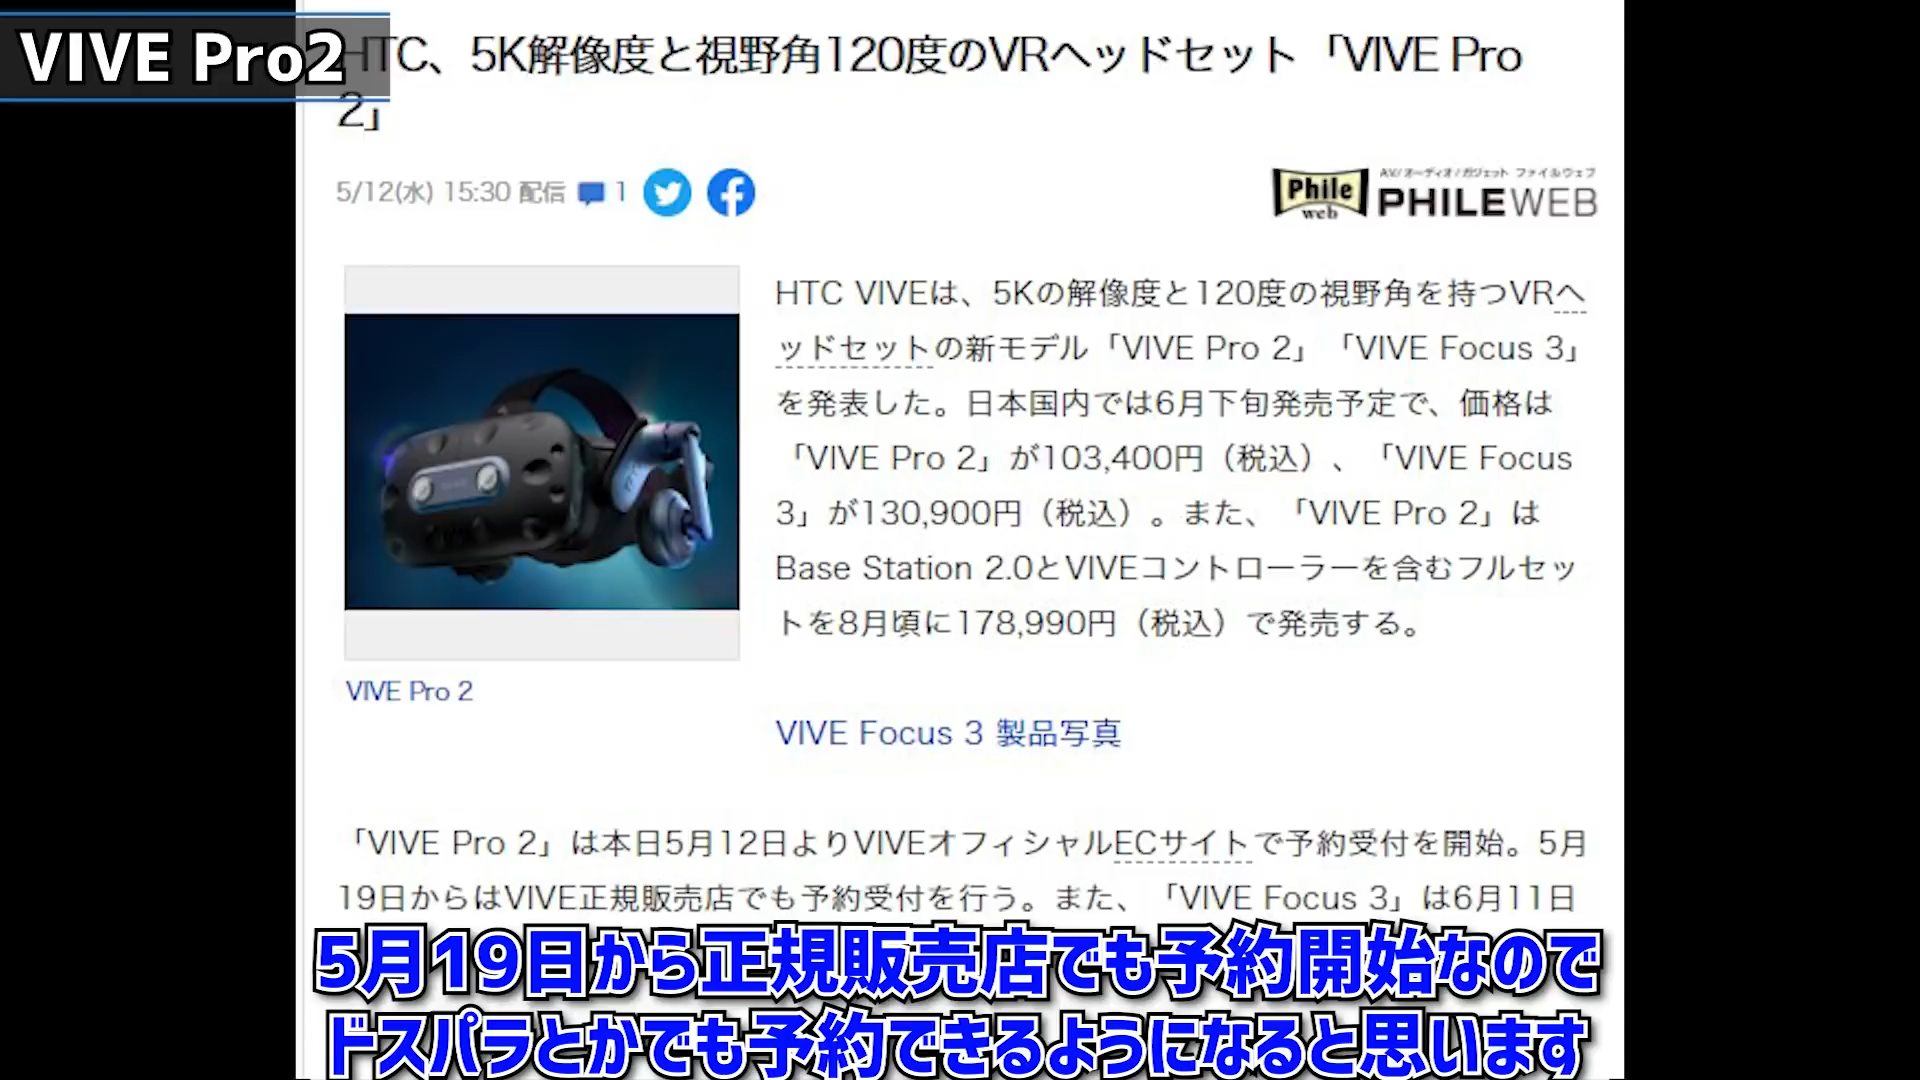 VIVE Pro2
HTC、5K解像度と視野角120度のVRヘッドセット「VIVE Pro
2」
5/12(水) 15:30 配信 1
Phile
web
AV/オーディオ/ガジェット ファイルウェブ
PHILE WEB
HTC VIVEは、5Kの解像度と120度の視野角を持つVRヘ
ッドセットの新モデル「VIVE Pro 2」「VIVE Focus 3」
を発表した。日本国内では6月下旬発売予定で、価格は
「VIVE Pro 2」が103,400円（税込）、「VIVE Focus
3」が130,900円（税込）。また、「VIVE Pro 2」は
Base Station 2.0とVIVEコントローラーを含むフルセッ
トを8月頃に178,990円（税込）で発売する。
VIVE Pro 2
VIVE Focus 3 製品写真
「VIVE Pro 2」は本日5月12日よりVIVEオフィシャルECサイトで予約受付を開始。5月
19日からはVIVE正規販売店でも予約受付を行う。また、「VIVE Focus 3」は6月11日
5月19日から正規販売店でも予約開始なので
ドスパラとかでも予約できるようになると思います